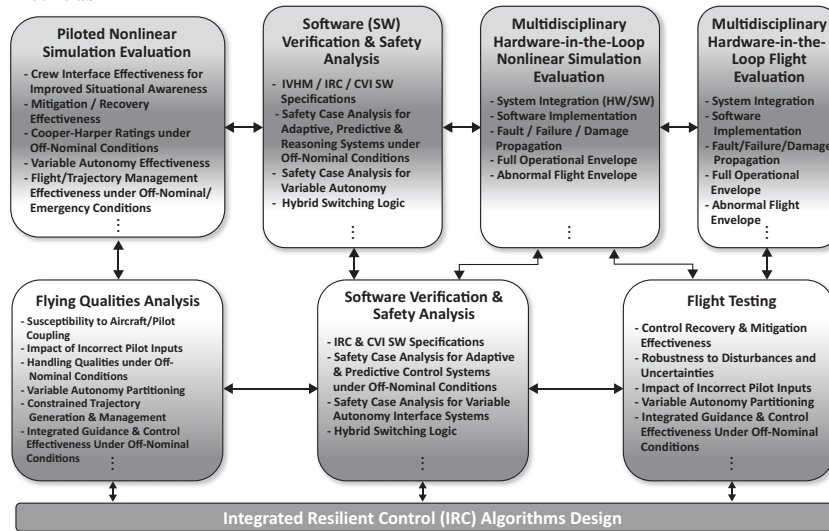 Piloted Nonlinear
Simulation Evaluation
- Crew Interface Effectiveness for
Improved Situational Awareness
- Mitigation / Recovery
Effectiveness
- Cooper-Harper Ratings under
Off-Nominal Conditions
- Variable Autonomy Effectiveness
- Flight/Trajectory Management
Effectiveness under Off-Nominal/
Emergency Conditions
⋮
Software (SW)
Verification & Safety
Analysis
- IVHM / IRC / CVI SW
Specifications
- Safety Case Analysis for
Adaptive, Predictive &
Reasoning Systems under
Off-Nominal Conditions
- Safety Case Analysis for
Variable Autonomy
- Hybrid Switching Logic
⋮
Multidisciplinary
Hardware-in-the-Loop
Nonlinear Simulation
Evaluation
- System Integration (HW/SW)
- Software Implementation
- Fault / Failure / Damage
Propagation
- Full Operational Envelope
- Abnormal Flight Envelope
⋮
Multidisciplinary
Hardware-in-the-
Loop Flight
Evaluation
- System Integration
- Software
Implementation
- Fault/Failure/Damage
Propagation
- Full Operational
Envelope
- Abnormal Flight
Envelope
⋮
Flying Qualities Analysis
- Susceptibility to Aircraft/Pilot
Coupling
- Impact of Incorrect Pilot Inputs
- Handling Qualities under Off-
Nominal Conditions
- Variable Autonomy Partitioning
- Constrained Trajectory
Generation & Management
- Integrated Guidance & Control
Effectiveness Under Off-Nominal
Conditions
⋮
Software Verification &
Safety Analysis
- IRC & CVI SW Specifications
- Safety Case Analysis for Adaptive
& Predictive Control Systems
under Off-Nominal Conditions
- Safety Case Analysis for Variable
Autonomy Interface Systems
- Hybrid Switching Logic
⋮
Flight Testing
- Control Recovery & Mitigation
Effectiveness
- Robustness to Disturbances and
Uncertainties
- Impact of Incorrect Pilot Inputs
- Variable Autonomy Partitioning
- Integrated Guidance & Control
Effectiveness Under Off-Nominal
Conditions
⋮
Integrated Resilient Control (IRC) Algorithms Design